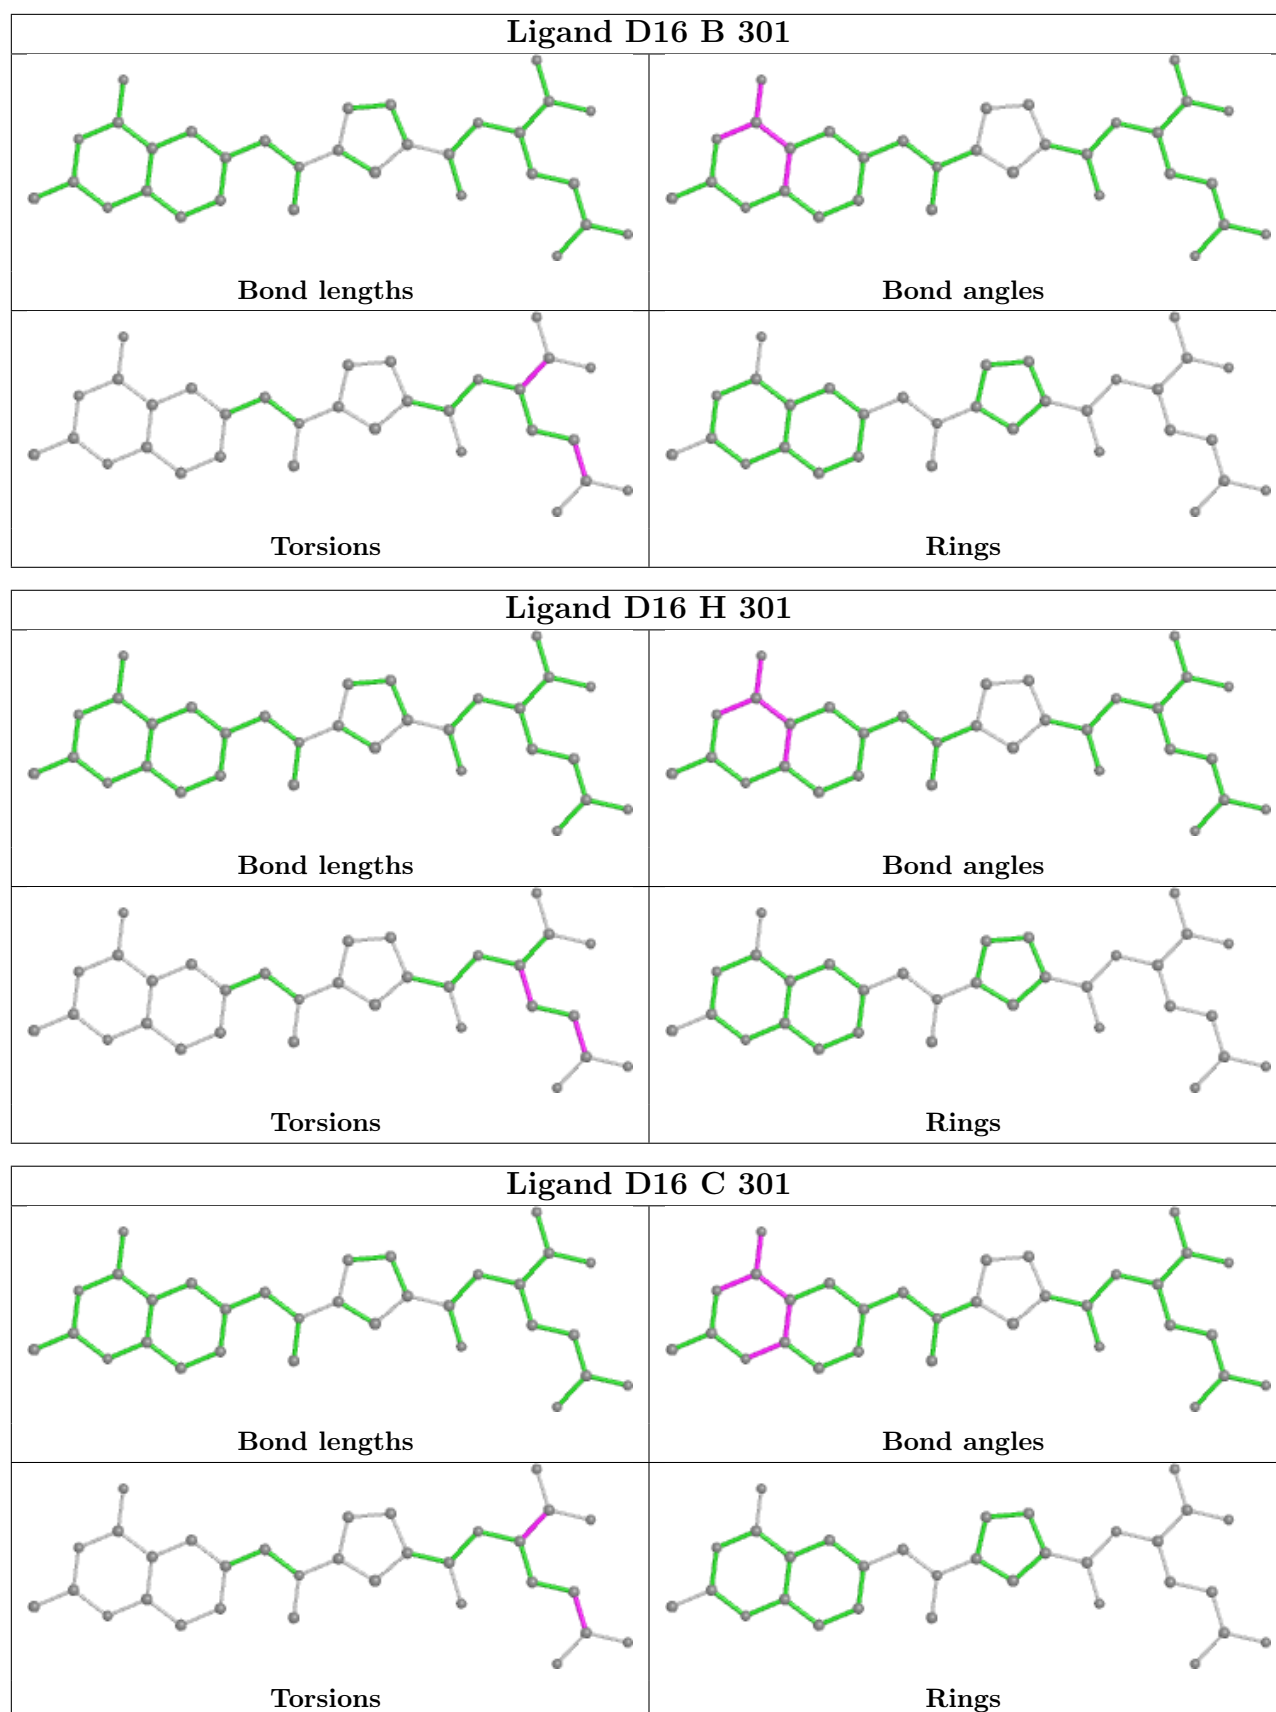 Ligand D16 B 301
Bond lengths
Bond angles
Torsions
Rings
Ligand D16 H 301
Bond lengths
Bond angles
Torsions
Rings
Ligand D16 C 301
Bond lengths
Bond angles
Torsions
Rings